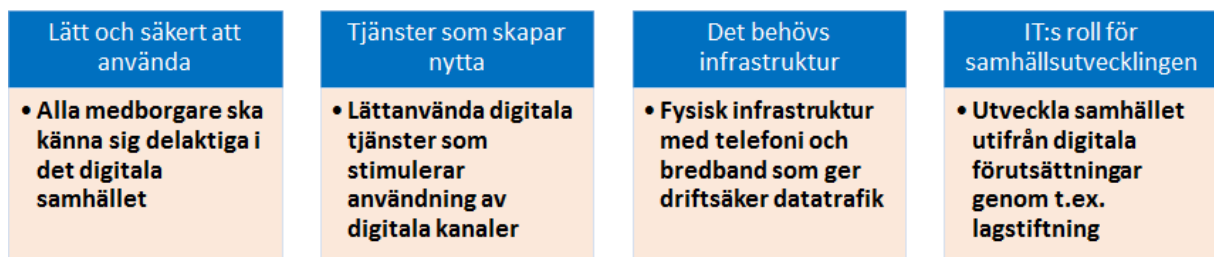 Lätt och säkert att
använda
• Alla medborgare ska
känna sig delaktiga i
det digitala
samhället
Tjänster som skapar
nytta
• Lättanvända digitala
tjänster som
stimulerar
användning av
digitala kanaler
Det behövs
infrastruktur
• Fysisk infrastruktur
med telefoni och
bredband som ger
driftsäker datatrafik
IT:s roll för
samhällsutvecklingen
• Utveckla samhället
utifrån digitala
förutsättningar
genom t.ex.
lagstiftning